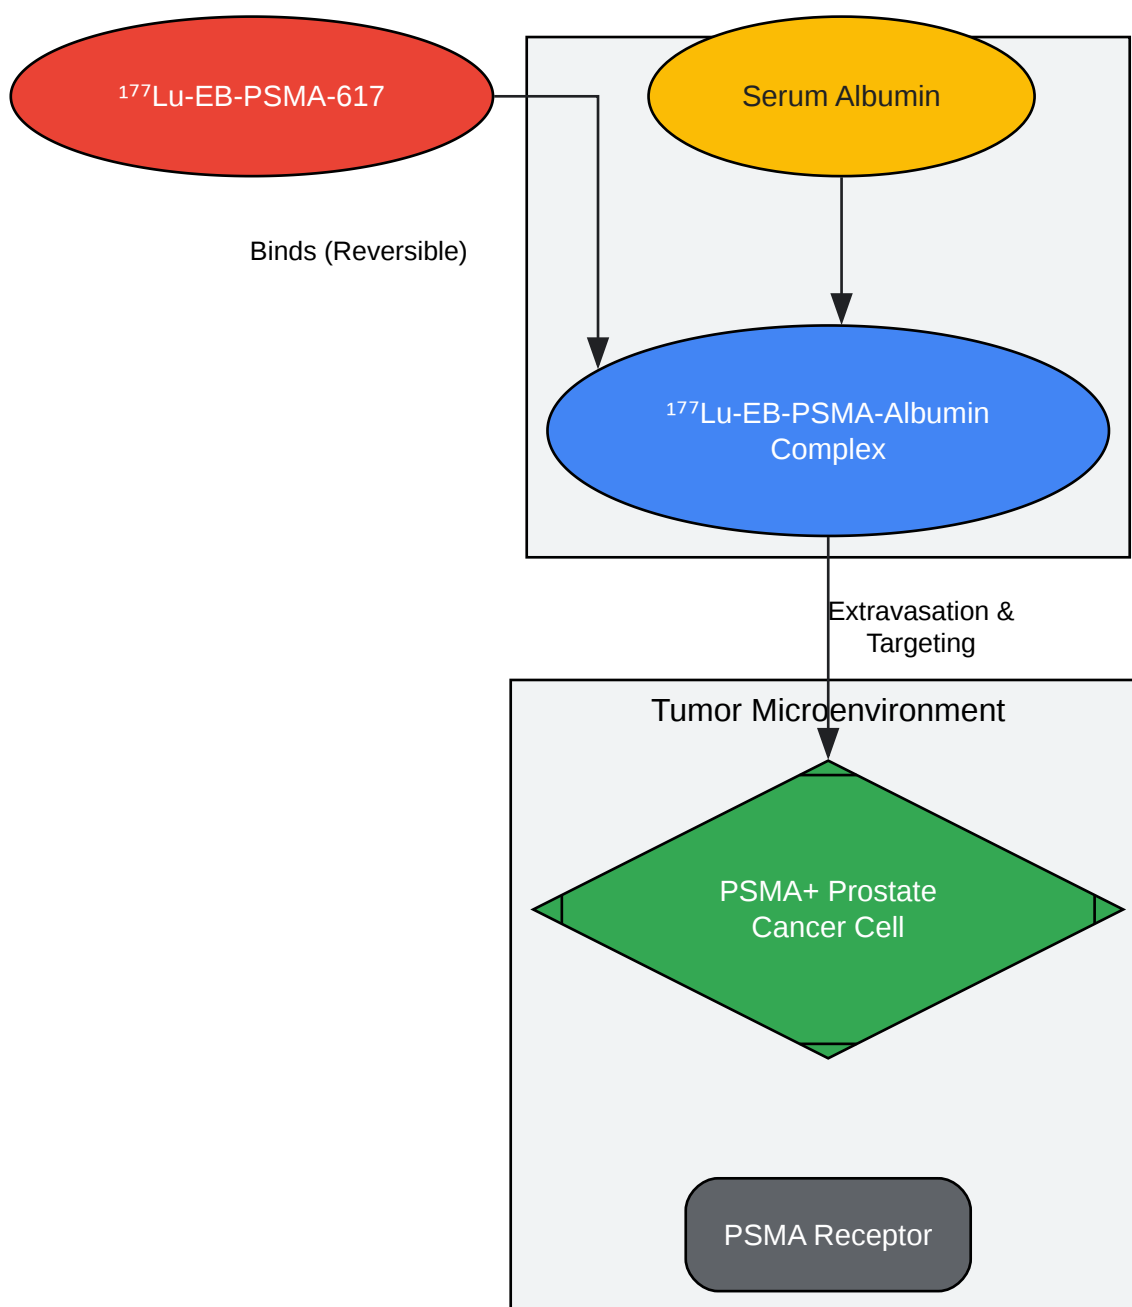 ¹⁷⁷Lu-EB-PSMA-617
Serum Albumin
Binds (Reversible)
¹⁷⁷Lu-EB-PSMA-Albumin
Complex
Extravasation &
Targeting
Tumor Microenvironment
PSMA+ Prostate
Cancer Cell
PSMA Receptor